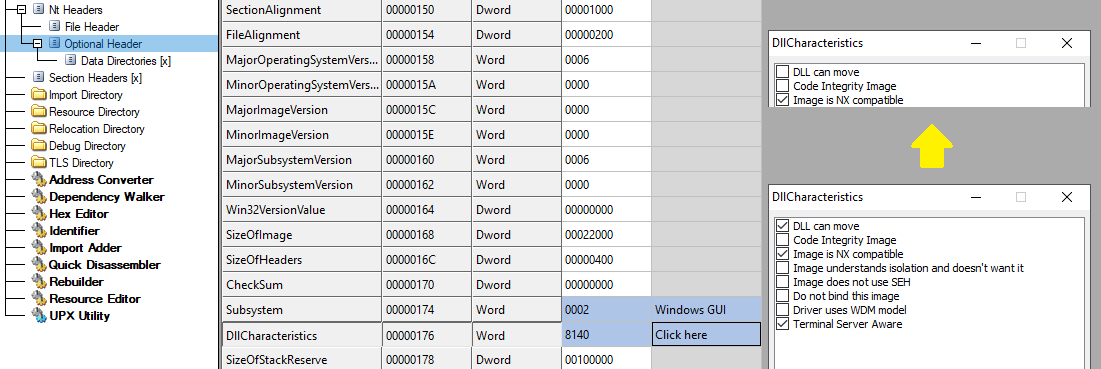 Nt Headers
File Header
Optional Header
Data Directories [x]
Section Headers [x]
Import Directory
Resource Directory
Relocation Directory
Debug Directory
TLS Directory
Address Converter
Dependency Walker
Hex Editor
Identifier
Import Adder
Quick Disassembler
Rebuilder
Resource Editor
UPX Utility
SectionAlignment 00000150 Dword 00001000
FileAlignment 00000154 Dword 00000200
MajorOperatingSystemVers... 00000158 Word 0006
MinorOperatingSystemVers... 0000015A Word 0000
MajorImageVersion 0000015C Word 0000
MinorImageVersion 0000015E Word 0000
MajorSubsystemVersion 00000160 Word 0006
MinorSubsystemVersion 00000162 Word 0000
Win32VersionValue 00000164 Dword 00000000
SizeOfImage 00000168 Dword 00022000
SizeOfHeaders 0000016C Dword 00000400
CheckSum 00000170 Dword 00000000
Subsystem 00000174 Word 0002 Windows GUI
DllCharacteristics 00000176 Word 8140 Click here
SizeOfStackReserve 00000178 Dword 00100000
DllCharacteristics
DLL can move
Code Integrity Image
Image is NX compatible
DllCharacteristics
DLL can move
Code Integrity Image
Image is NX compatible
Image understands isolation and doesn't want it
Image does not use SEH
Do not bind this image
Driver uses WDM model
Terminal Server Aware